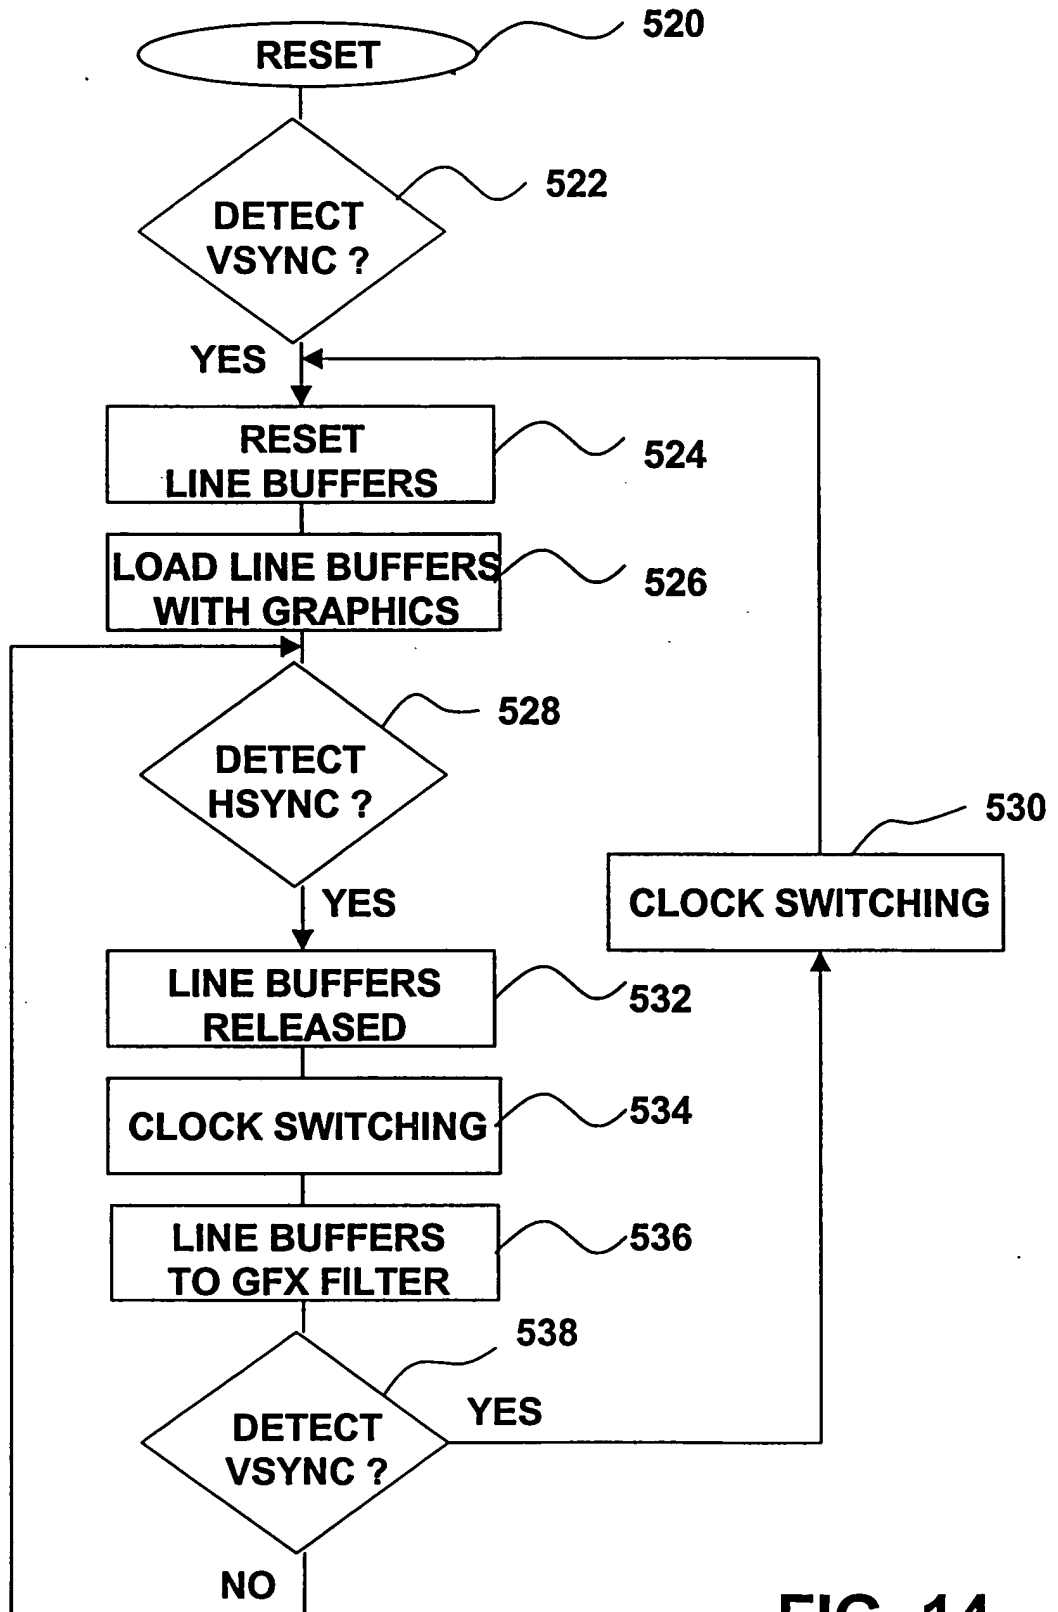 RESET
520
DETECT
VSYNC ?
522
YES
RESET
LINE BUFFERS
524
LOAD LINE BUFFERS
WITH GRAPHICS
526
DETECT
HSYNC ?
528
YES
530
CLOCK SWITCHING
LINE BUFFERS
RELEASED
532
CLOCK SWITCHING
534
LINE BUFFERS
TO GFX FILTER
536
538
DETECT
VSYNC ?
YES
NO
FIG. 14